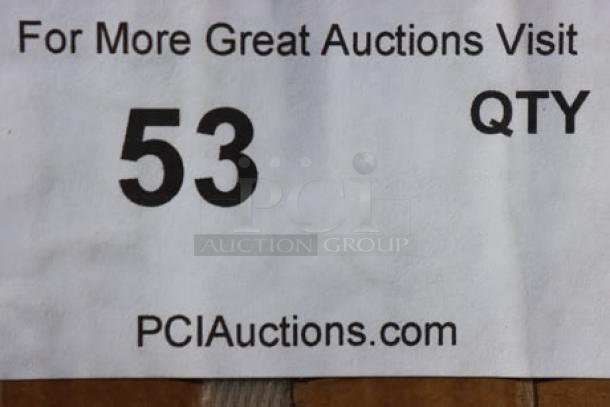 For More Great Auctions Visit
53 QTY
PCI
AUCTION GROUP
PCIAuctions.com